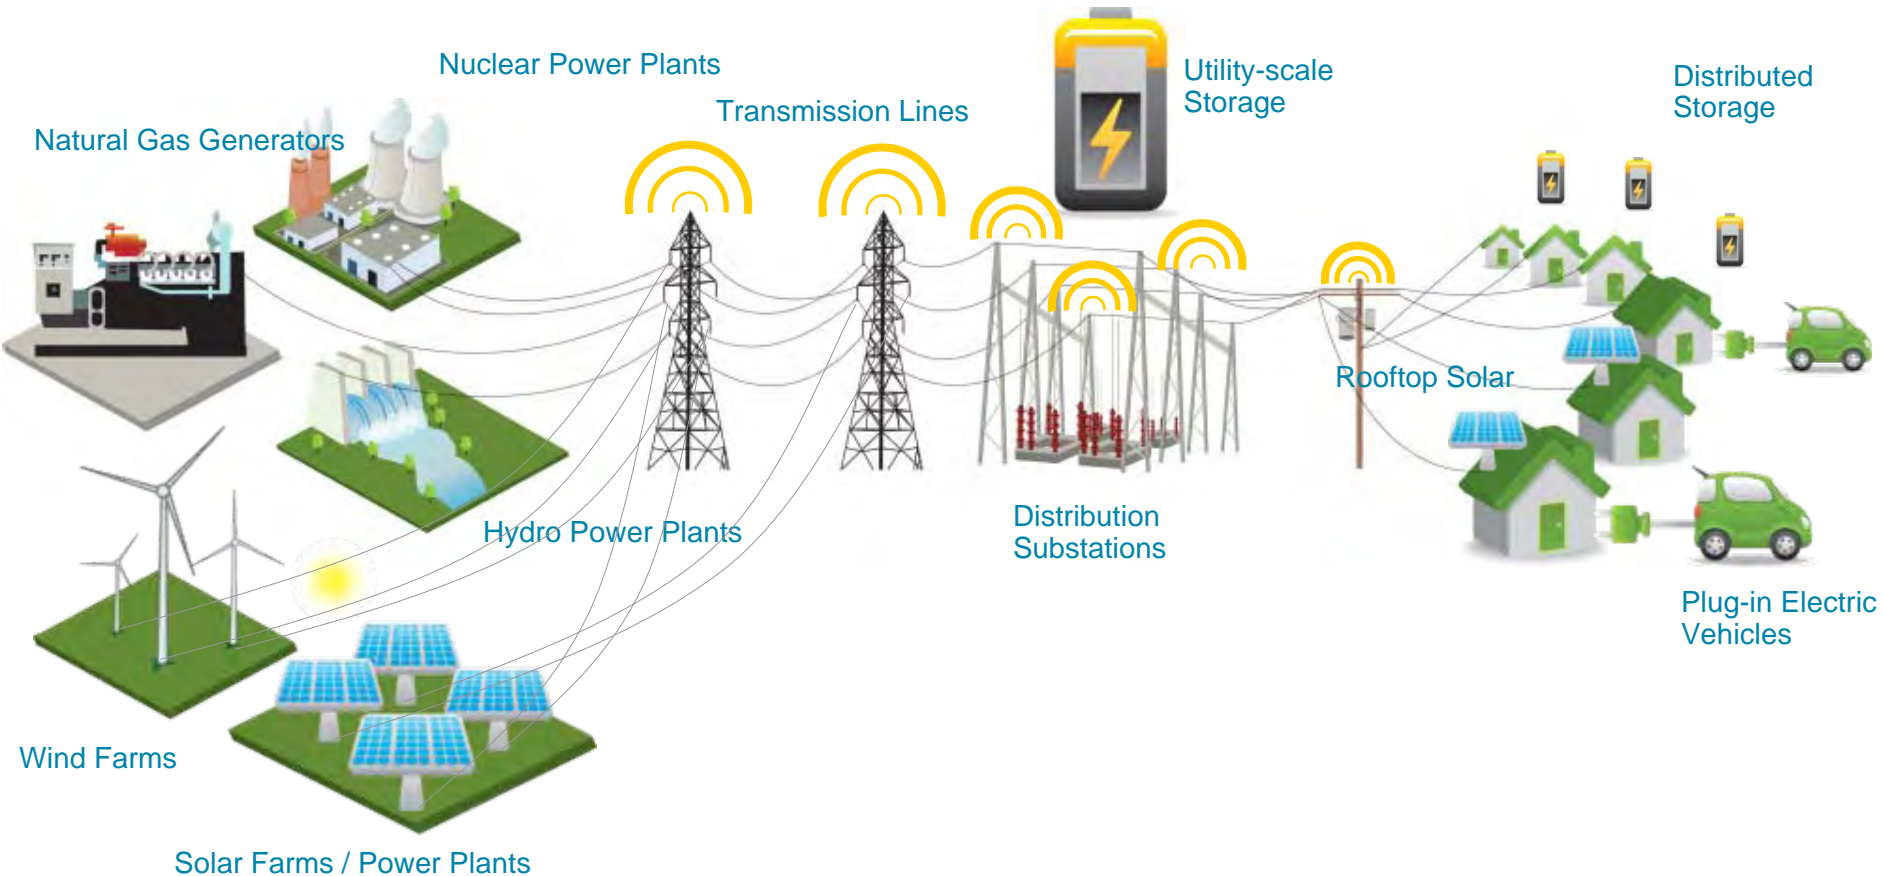 Nuclear Power Plants
Natural Gas Generators
Transmission Lines
Utility-scale
Storage
Distributed
Storage
Rooftop Solar
Hydro Power Plants
Distribution
Substations
Plug-in Electric
Vehicles
Wind Farms
Solar Farms / Power Plants